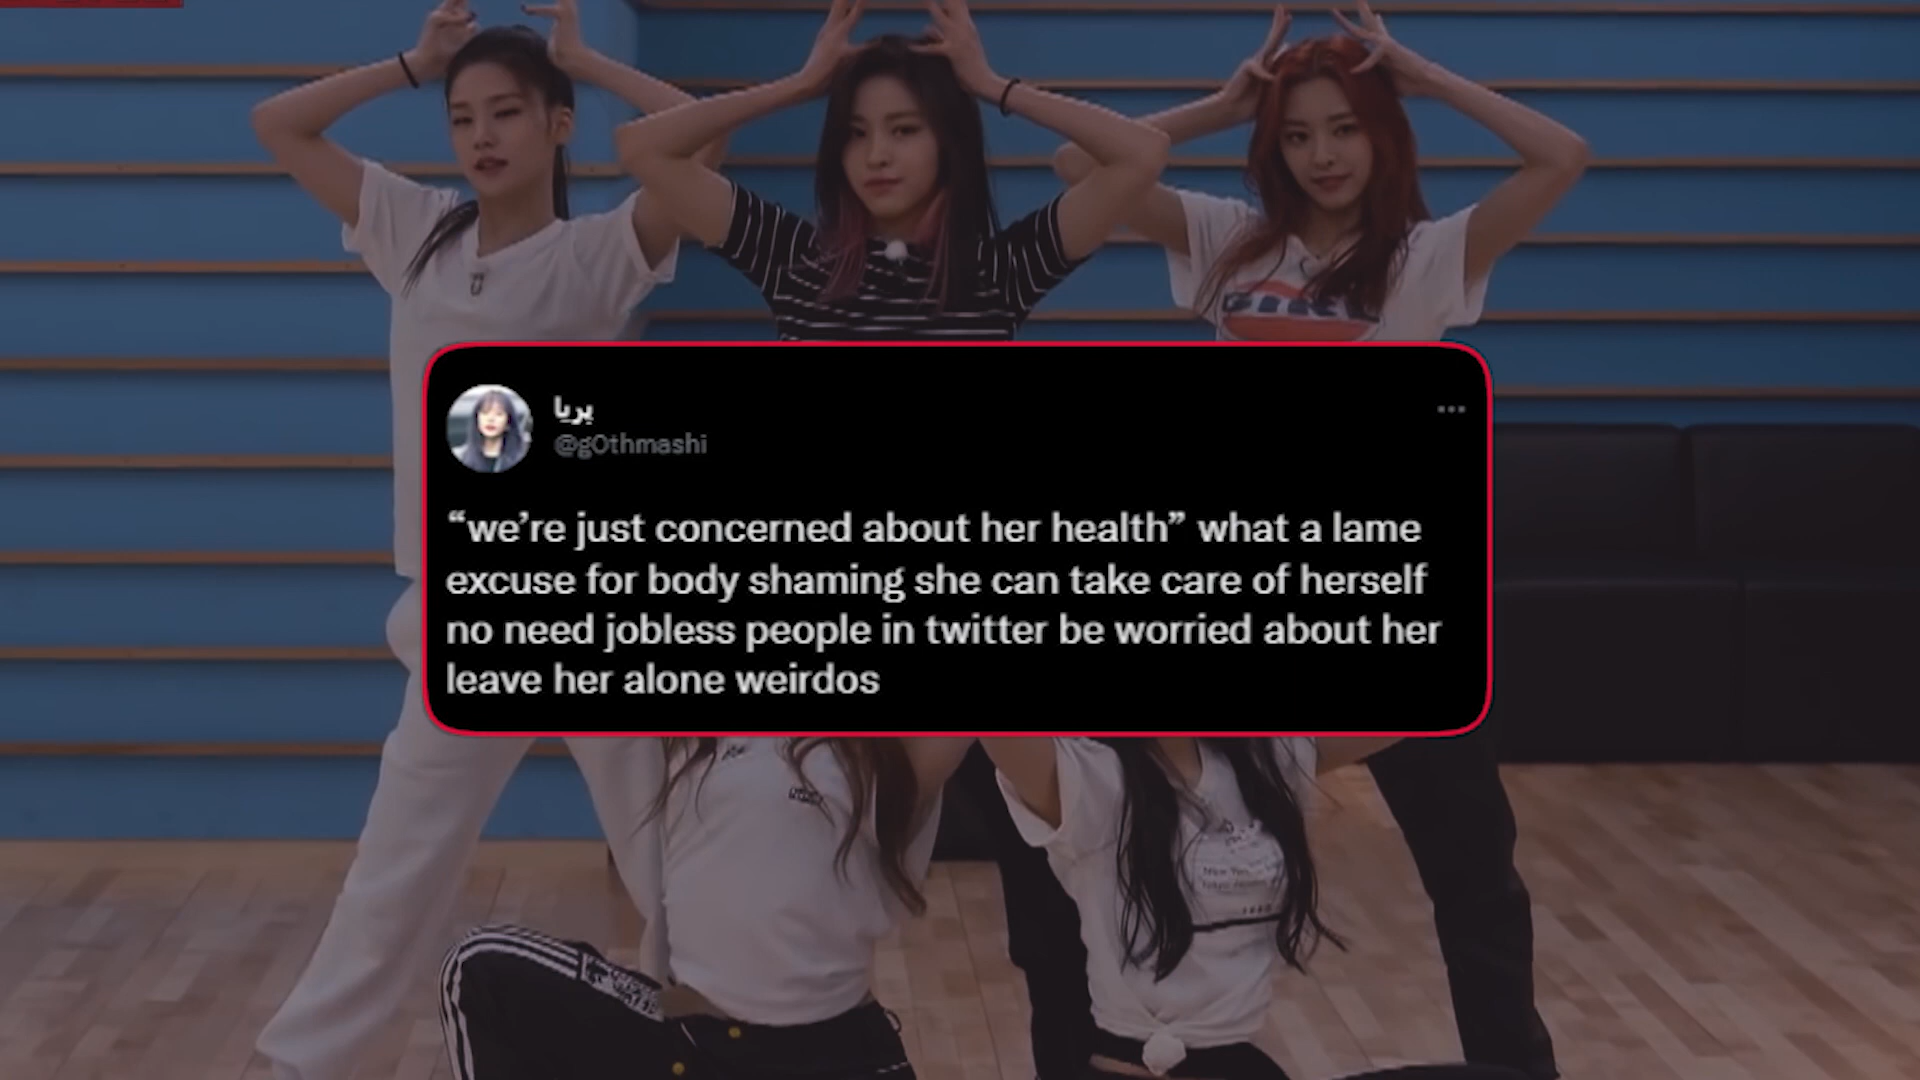 پریا
@g0thmashi
“we’re just concerned about her health” what a lame
excuse for body shaming she can take care of herself
no need jobless people in twitter be worried about her
leave her alone weirdos